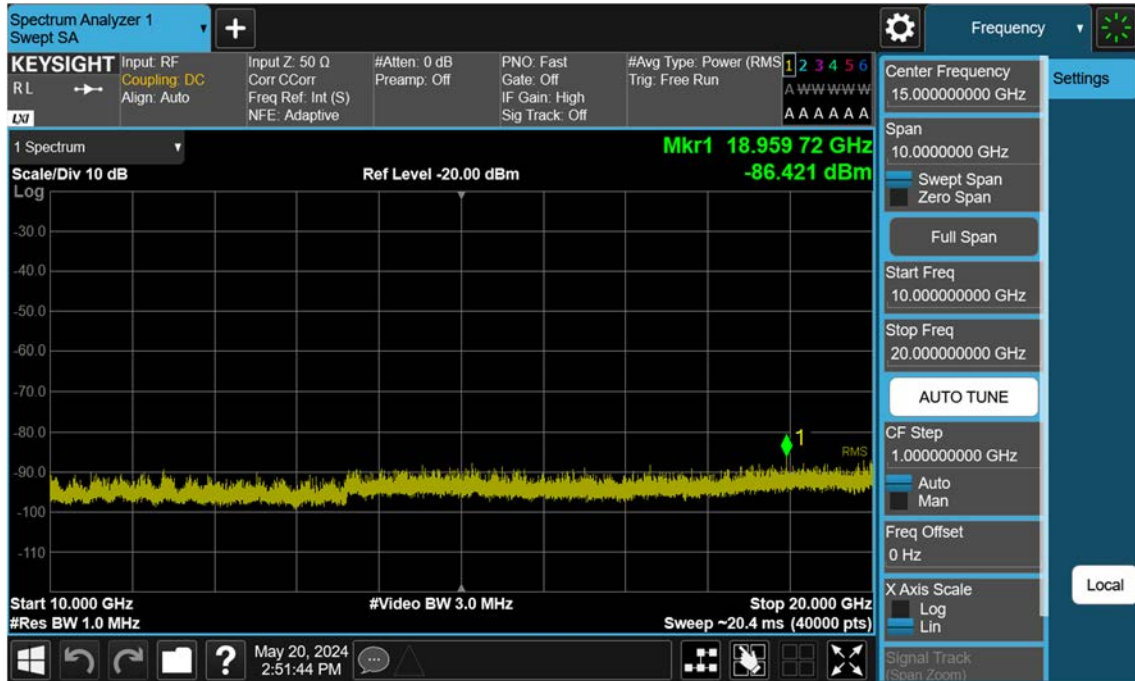 Spectrum Analyzer 1
Swept SA
Frequency
KEYSIGHT
R L
LXI
Input: RF
Coupling: DC
Align: Auto
Input Z: 50 Ω
Corr CCorr
Freq Ref: Int (S)
NFE: Adaptive
#Atten: 0 dB
Preamp: Off
PNO: Fast
Gate: Off
IF Gain: High
Sig Track: Off
#Avg Type: Power (RMS
Trig: Free Run
1 2 3 4 5 6
A W W W W W
A A A A A A
1 Spectrum
Mkr1 18.959 72 GHz
Scale/Div 10 dB
Ref Level -20.00 dBm
-86.421 dBm
Log
-30.0
-40.0
-50.0
-60.0
-70.0
-80.0
-90.0
-100
-110
1
RMS
Start 10.000 GHz
#Video BW 3.0 MHz
Stop 20.000 GHz
#Res BW 1.0 MHz
Sweep ~20.4 ms (40000 pts)
?
May 20, 2024
2:51:44 PM
Center Frequency
15.000000000 GHz
Span
10.0000000 GHz
Swept Span
Zero Span
Full Span
Start Freq
10.000000000 GHz
Stop Freq
20.000000000 GHz
AUTO TUNE
CF Step
1.000000000 GHz
Auto
Man
Freq Offset
0 Hz
X Axis Scale
Log
Lin
Signal Track
(Span Zoom)
Settings
Local